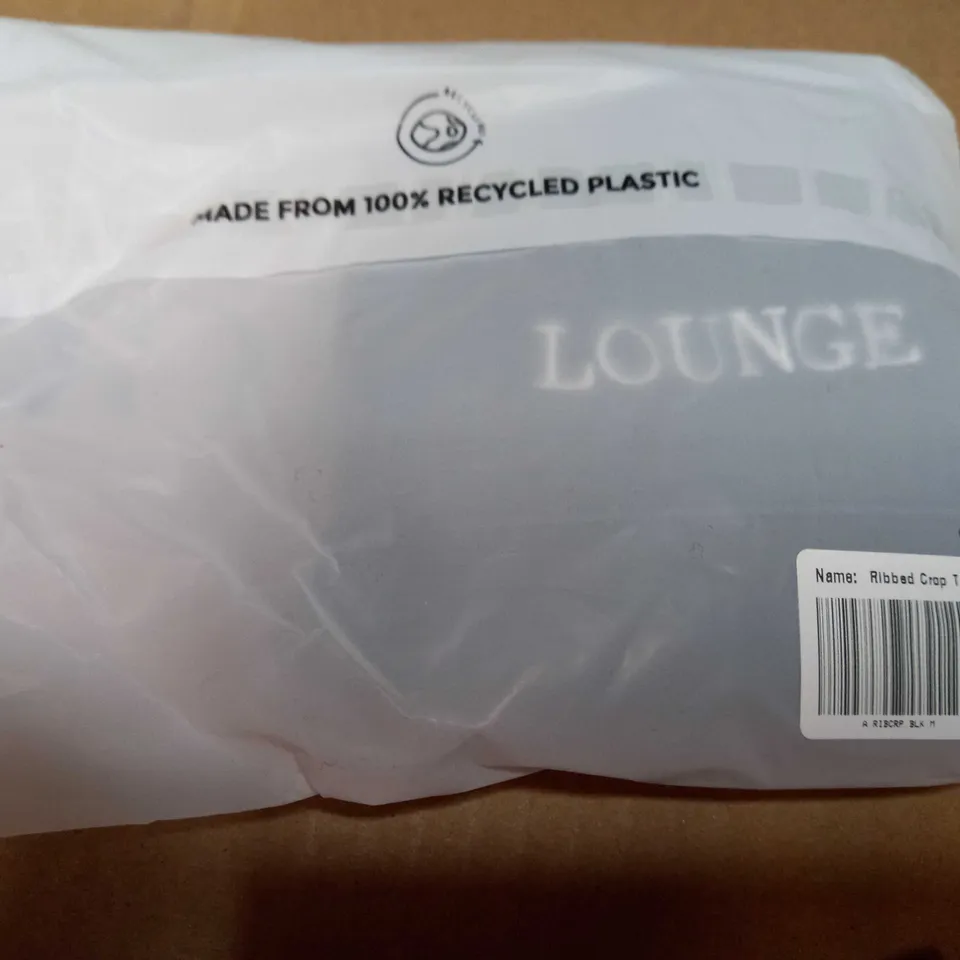 MADE FROM 100% RECYCLED PLASTIC
LOUNGE
Name: Ribbed Crop T
A RIBCRP BLK M